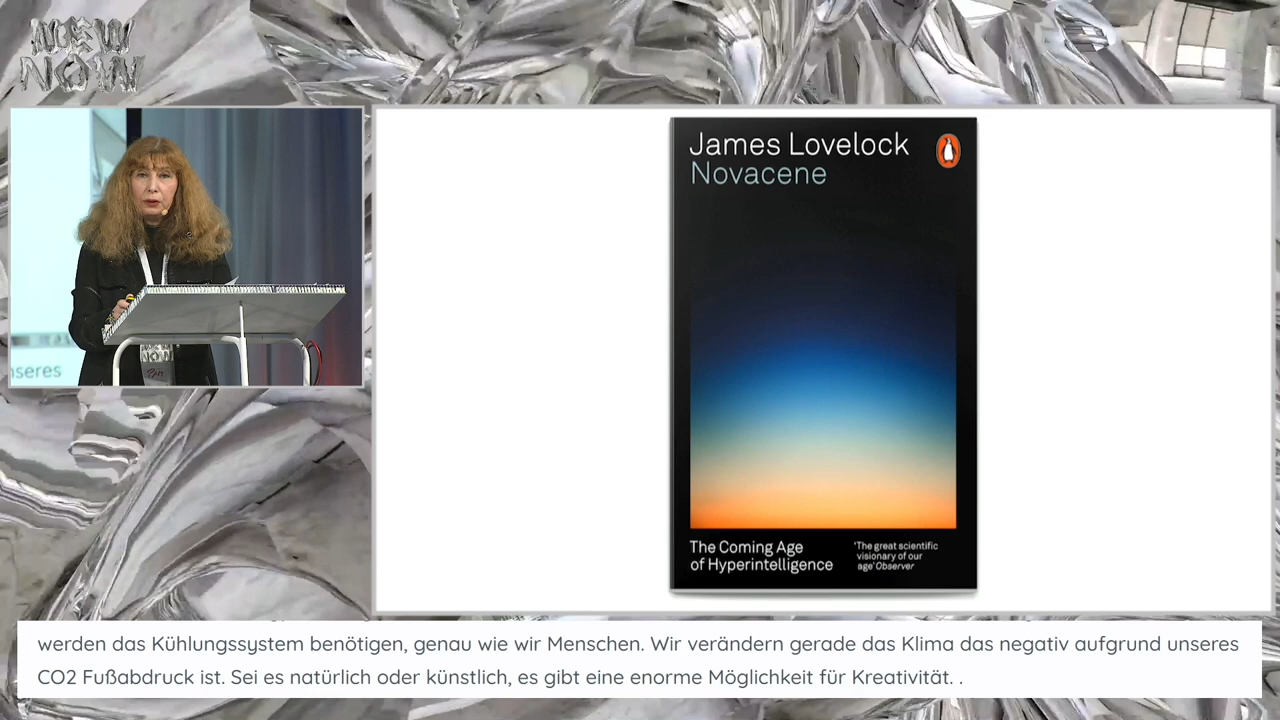 NEW
NOW
nseres
James Lovelock
Novacene
The Coming Age
of Hyperintelligence
'The great scientific
visionary of our
age' Observer
werden das Kühlungssystem benötigen, genau wie wir Menschen. Wir verändern gerade das Klima das negativ aufgrund unseres
CO2 Fußabdruck ist. Sei es natürlich oder künstlich, es gibt eine enorme Möglichkeit für Kreativität. .